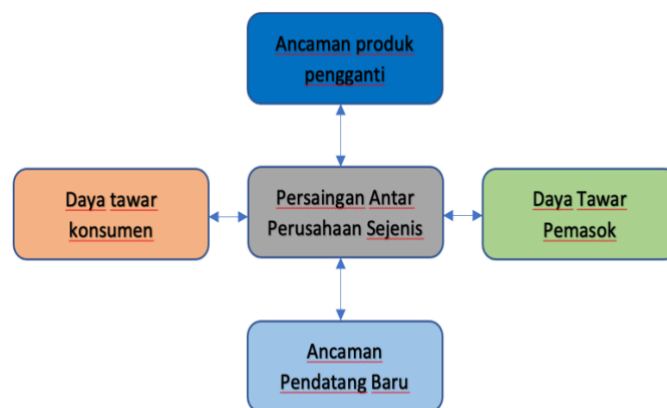 Ancaman produk
pengganti
Daya tawar
konsumen
Persaingan Antar
Perusahaan Sejenis
Daya Tawar
Pemasok
Ancaman
Pendatang Baru